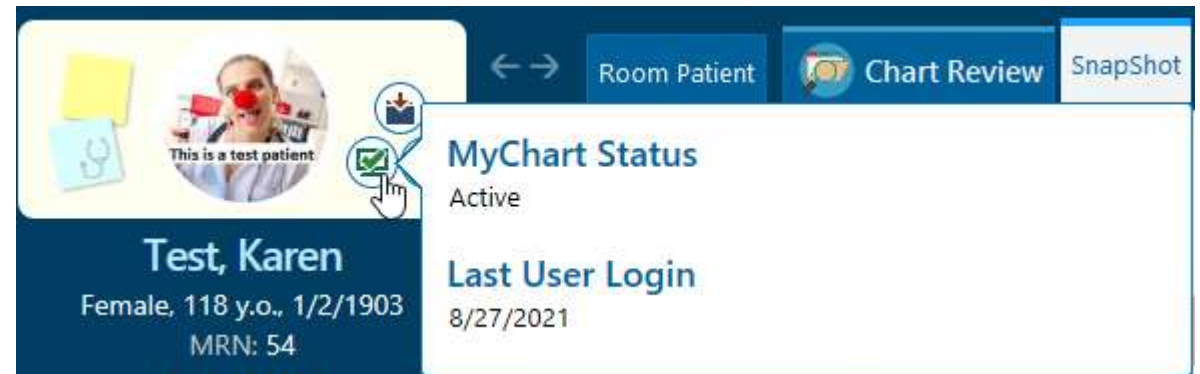 This is a test patient
Test, Karen
Female, 118 y.o., 1/2/1903
MRN: 54
Room Patient
Chart Review
SnapShot
MyChart Status
Active
Last User Login
8/27/2021